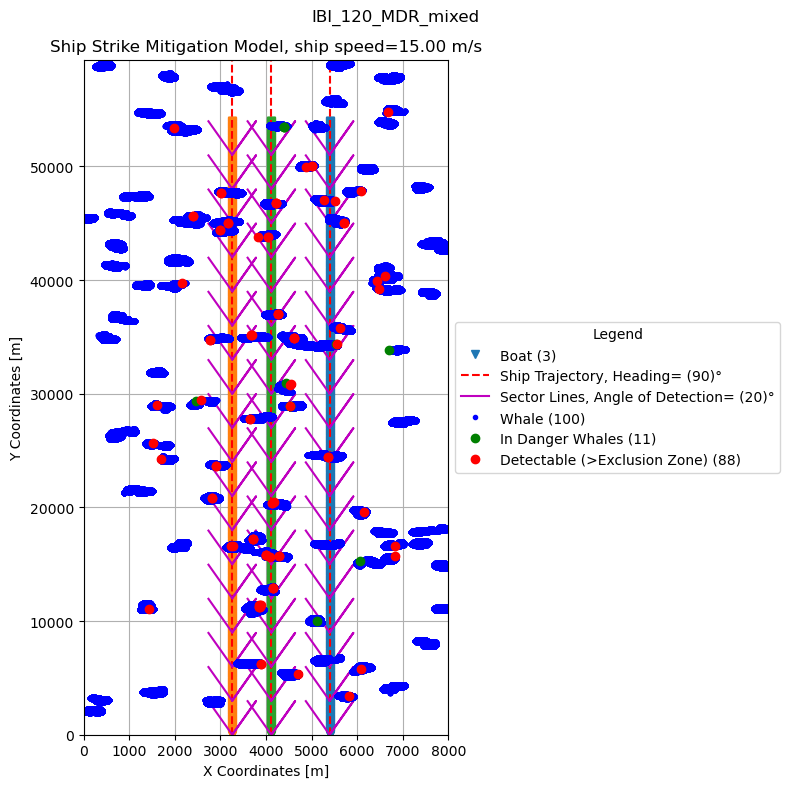 IBI_120_MDR_mixed
Ship Strike Mitigation Model, ship speed=15.00 m/s
Y Coordinates [m]
50000
40000
30000
20000
10000
0
0 1000 2000 3000 4000 5000 6000 7000 8000
X Coordinates [m]
Legend
Boat (3)
Ship Trajectory, Heading= (90)°
Sector Lines, Angle of Detection= (20)°
Whale (100)
In Danger Whales (11)
Detectable (>Exclusion Zone) (88)